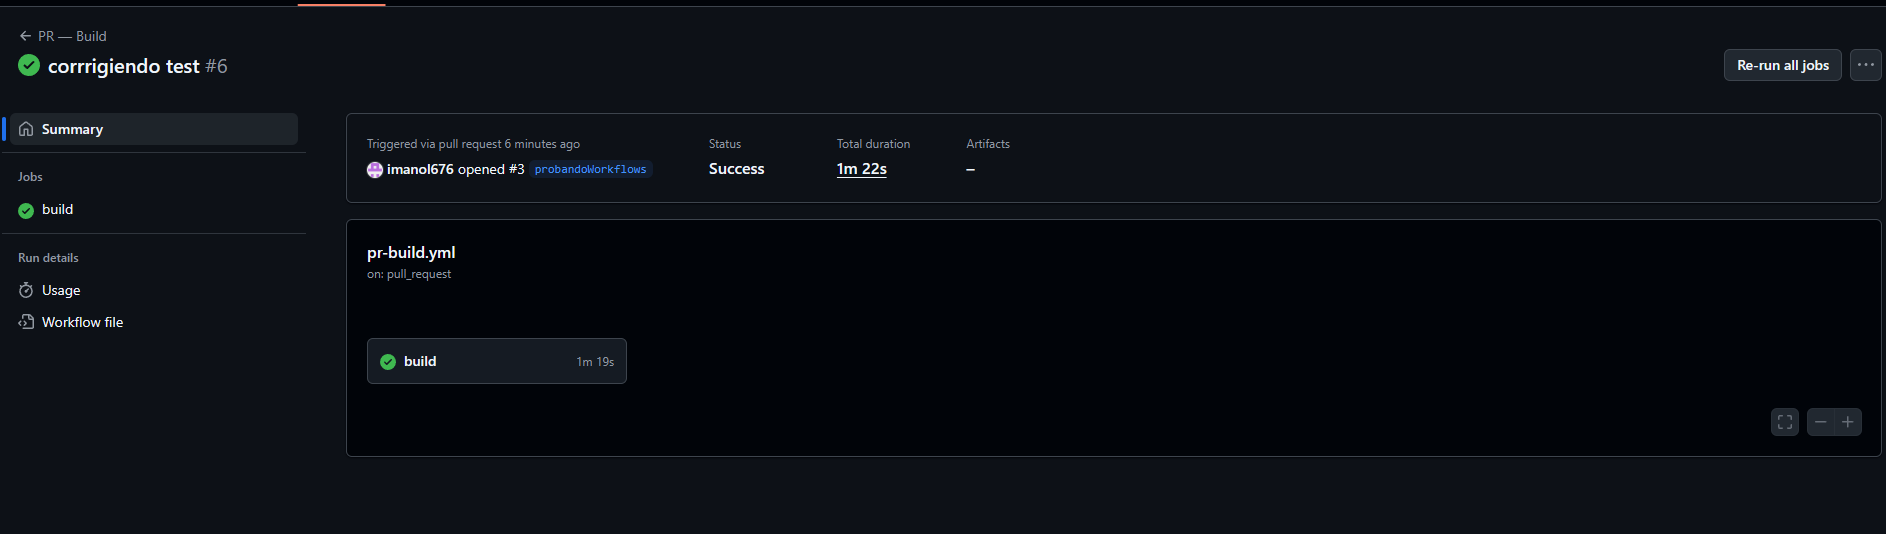 PR — Build
corrrigiendo test #6
Re-run all jobs
Summary
Jobs
build
Run details
Usage
Workflow file
Triggered via pull request 6 minutes ago
imanol676 opened #3 probandoWorkflows
Status
Success
Total duration
1m 22s
Artifacts
–
pr-build.yml
on: pull_request
build 1m 19s